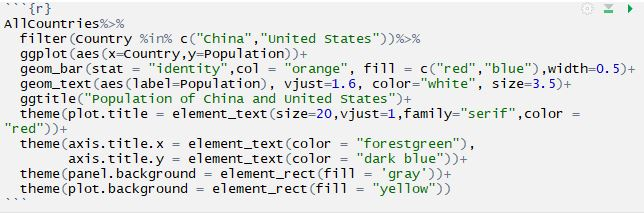 ```{r}
AllCountries%>%
  filter(Country %in% c("China","United States"))%>%
  ggplot(aes(x=Country,y=Population))+
  geom_bar(stat = "identity",col = "orange", fill = c("red","blue"),width=0.5)+
  geom_text(aes(label=Population), vjust=1.6, color="white", size=3.5)+
  ggtitle("Population of China and United States")+
  theme(plot.title = element_text(size=20,vjust=1,family="serif",color =
"red"))+
  theme(axis.title.x = element_text(color = "forestgreen"),
        axis.title.y = element_text(color = "dark blue"))+
  theme(panel.background = element_rect(fill = 'gray'))+
  theme(plot.background = element_rect(fill = "yellow"))
```